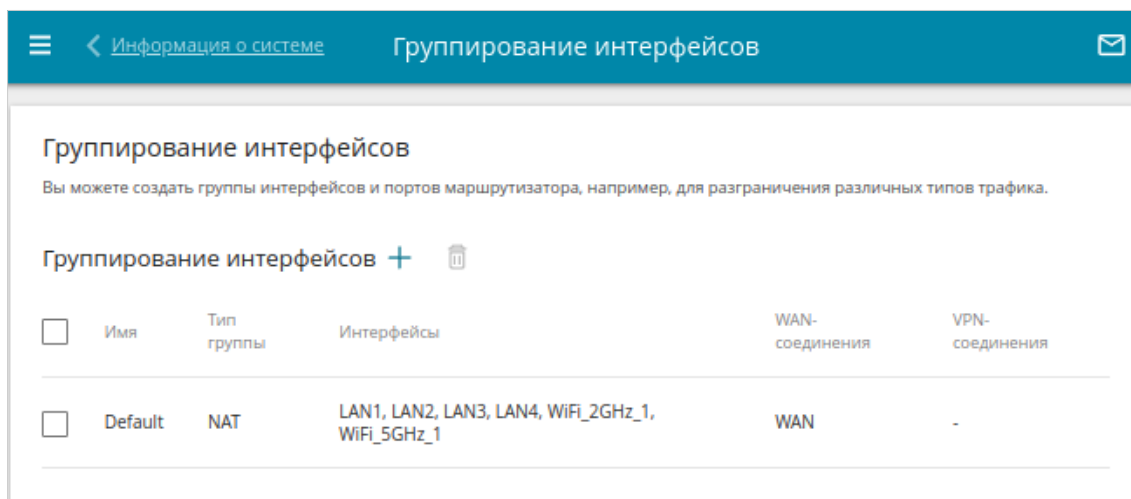 Информация о системе
Группирование интерфейсов
Группирование интерфейсов
Вы можете создать группы интерфейсов и портов маршрутизатора, например, для разграничения различных типов трафика.
Группирование интерфейсов
Имя
Тип
группы
Интерфейсы
WAN-
соединения
VPN-
соединения
Default
NAT
LAN1, LAN2, LAN3, LAN4, WiFi_2GHz_1,
WiFi_5GHz_1
WAN
-